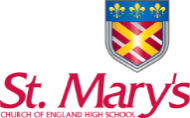 St. Mary's
CHURCH OF ENGLAND HIGH SCHOOL